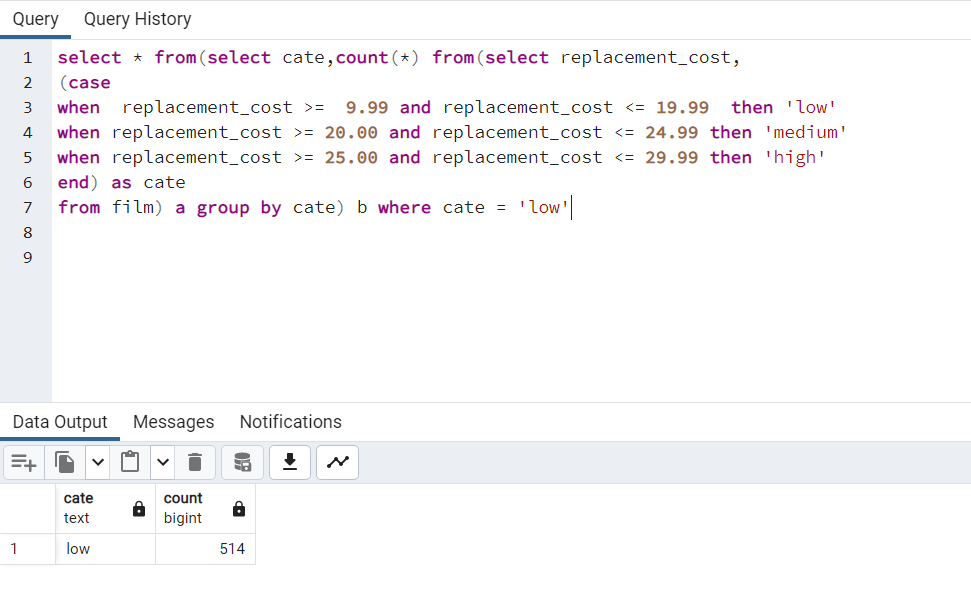 Query Query History
1 select * from(select cate,count(*) from(select replacement_cost,
2 (case
3 when  replacement_cost >=  9.99 and replacement_cost <= 19.99  then 'low'
4 when replacement_cost >= 20.00 and replacement_cost <= 24.99 then 'medium'
5 when replacement_cost >= 25.00 and replacement_cost <= 29.99 then 'high'
6 end) as cate
7 from film) a group by cate) b where cate = 'low'
8
9
Data Output Messages Notifications
cate count
text bigint
1 low 514